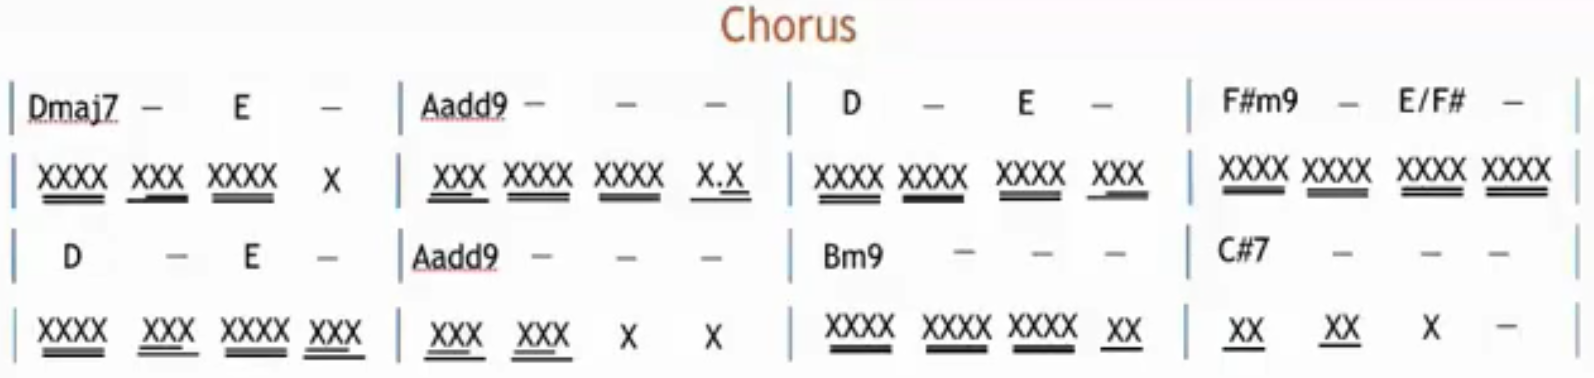 Chorus
| Dmaj7 – E – | Aadd9 – – – | D – E – | F#m9 – E/F# – |
| XXXX XXX XXXX X | XXX XXXX XXXX X.X | XXXX XXXX XXXX XXX | XXXX XXXX XXXX XXXX |
| D – E – | Aadd9 – – – | Bm9 – – – | C#7 – – – |
| XXXX XXX XXXX XXX | XXX XXX X X | XXXX XXXX XXXX XX | XX XX X – |